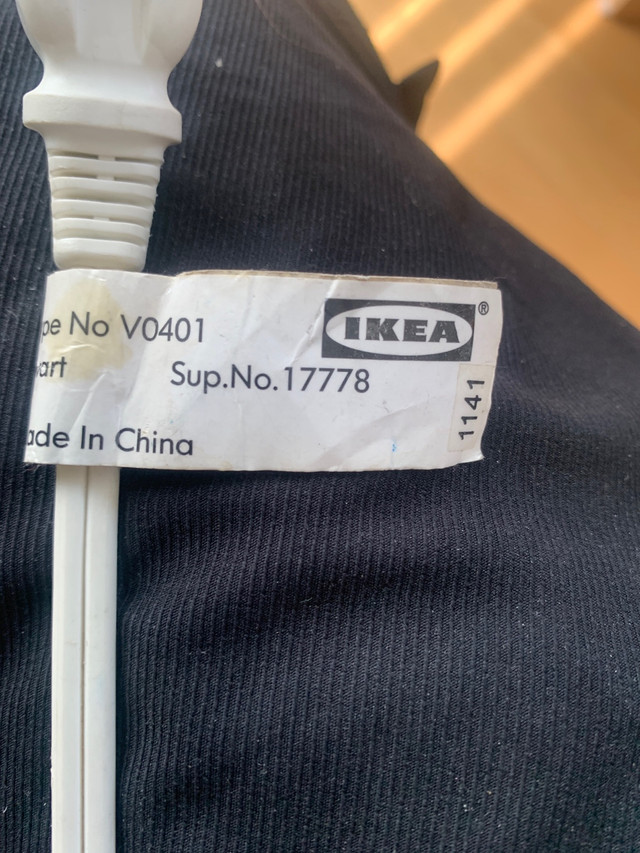 pe No V0401
IKEA®
art
Sup.No.17778
1141
ade In China